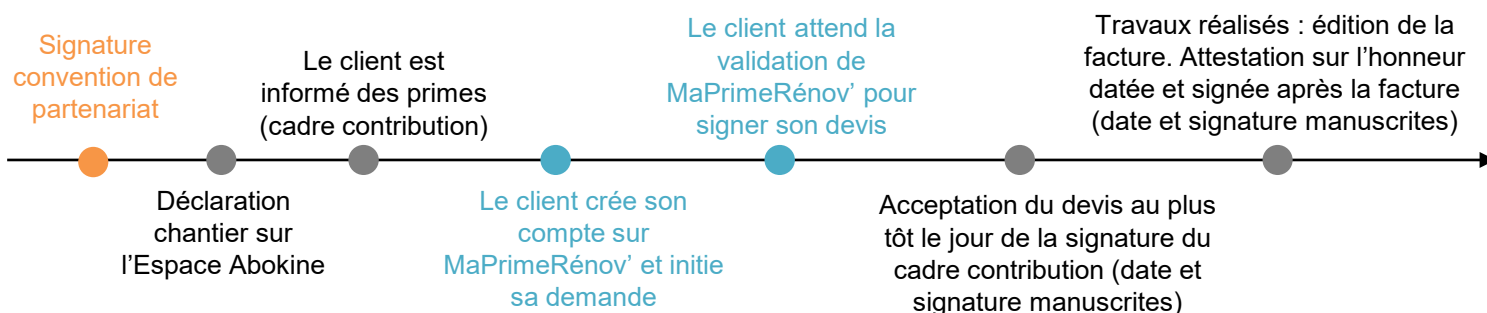 Signature
convention de
partenariat
Déclaration
chantier sur
l’Espace Abokine
Le client est
informé des primes
(cadre contribution)
Le client crée son
compte sur
MaPrimeRénov’ et initie
sa demande
Le client attend la
validation de
MaPrimeRénov’ pour
signer son devis
Acceptation du devis au plus
tôt le jour de la signature du
cadre contribution (date et
signature manuscrites)
Travaux réalisés : édition de la
facture. Attestation sur l’honneur
datée et signée après la facture
(date et signature manuscrites)